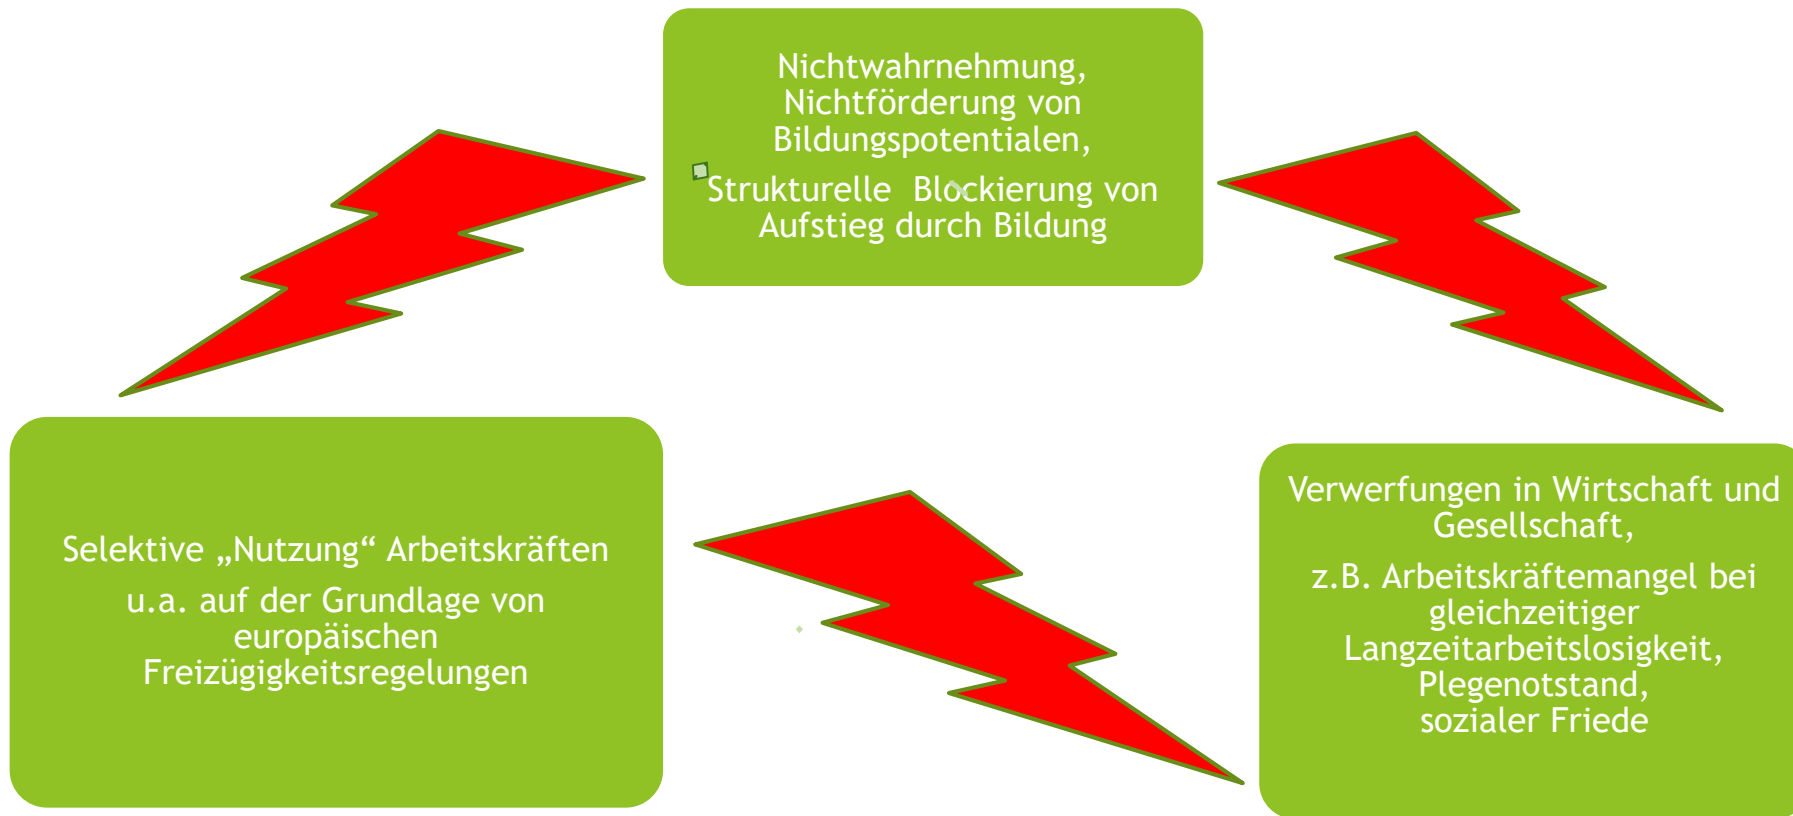 Nichtwahrnehmung,
Nichtförderung von
Bildungspotentialen,
Strukturelle  Blockierung von
Aufstieg durch Bildung
Selektive „Nutzung“ Arbeitskräften
u.a. auf der Grundlage von
europäischen
Freizügigkeitsregelungen
Verwerfungen in Wirtschaft und
Gesellschaft,
z.B. Arbeitskräftemangel bei
gleichzeitiger
Langzeitarbeitslosigkeit,
Plegenotstand,
sozialer Friede